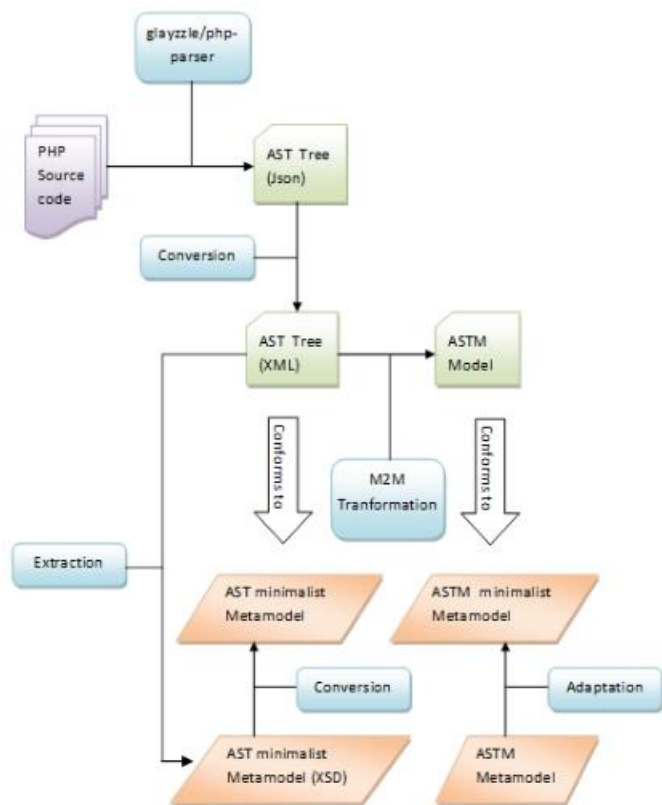 glayzzle/php-
parser
PHP
Source
code
AST Tree
(Json)
Conversion
AST Tree
(XML)
ASTM
Model
Conforms to
M2M
Tranformation
Conforms to
Extraction
AST minimalist
Metamodel
ASTM minimalist
Metamodel
Conversion
Adaptation
AST minimalist
Metamodel (XSD)
ASTM
Metamodel